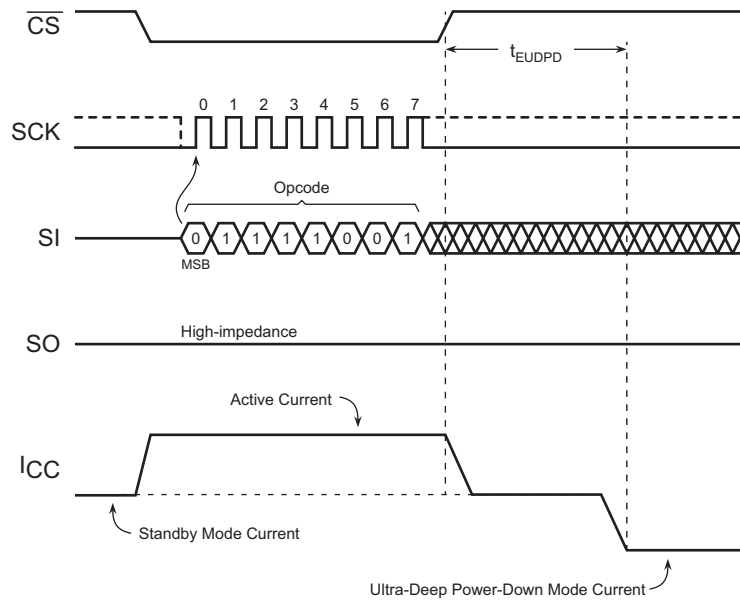 CS
tEUDPD
0 1 2 3 4 5 6 7
SCK
Opcode
SI
0 1 1 1 1 0 0 1
MSB
High-impedance
SO
Active Current
ICC
Standby Mode Current
Ultra-Deep Power-Down Mode Current